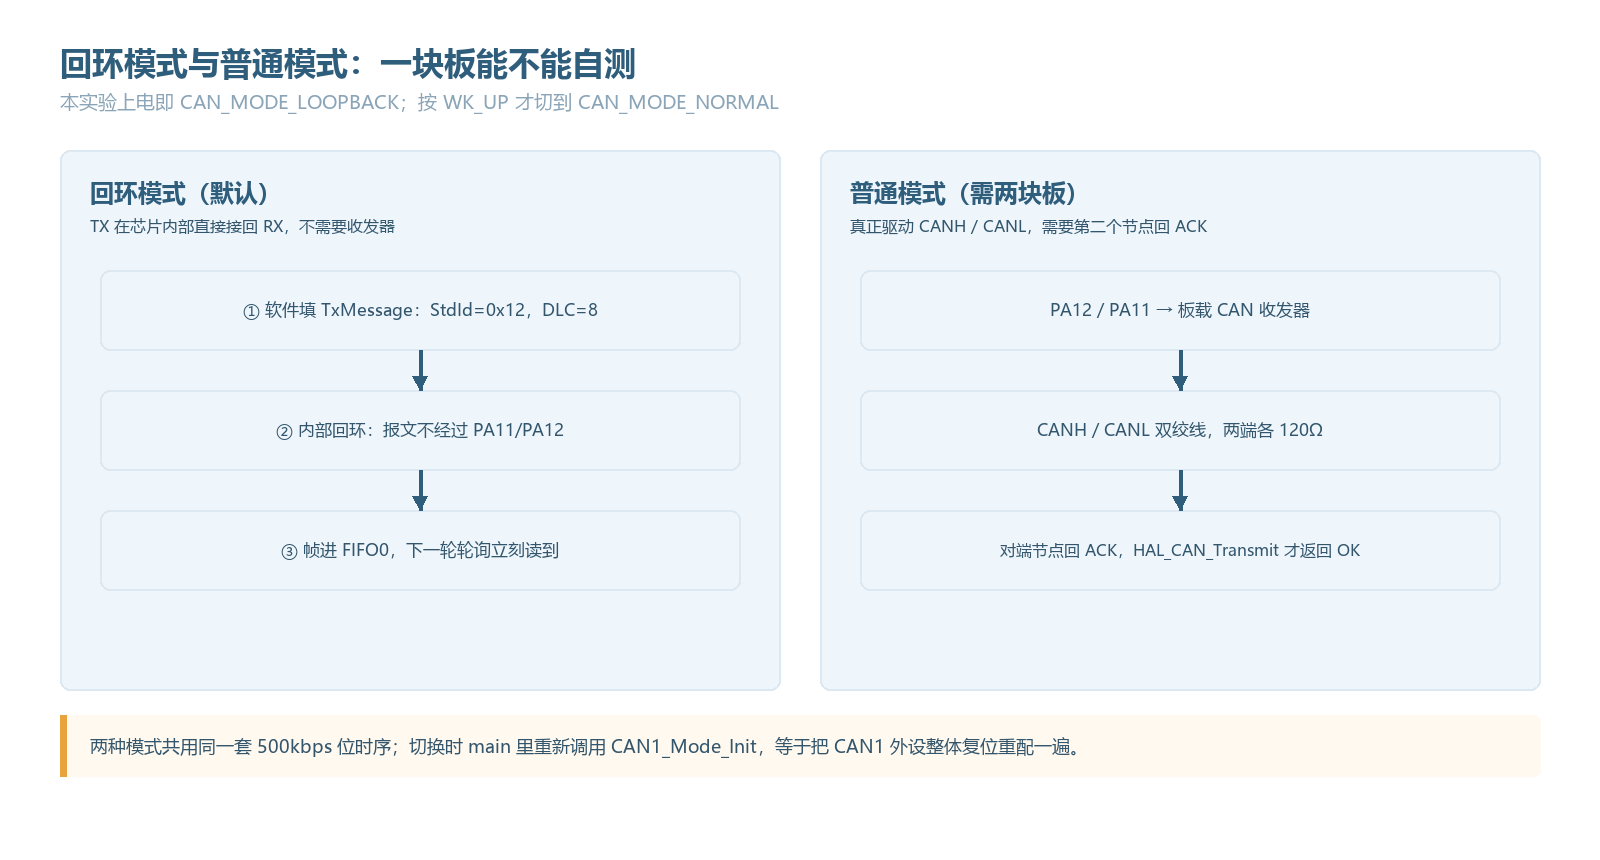 回环模式与普通模式：一块板能不能自测
本实验上电即 CAN_MODE_LOOPBACK；按 WK_UP 才切到 CAN_MODE_NORMAL
回环模式（默认）
TX 在芯片内部直接接回 RX，不需要收发器
① 软件填 TxMessage：StdId=0x12，DLC=8
② 内部回环：报文不经过 PA11/PA12
③ 帧进 FIFO0，下一轮轮询立刻读到
普通模式（需两块板）
真正驱动 CANH / CANL，需要第二个节点回 ACK
PA12 / PA11 → 板载 CAN 收发器
CANH / CANL 双绞线，两端各 120Ω
对端节点回 ACK，HAL_CAN_Transmit 才返回 OK
两种模式共用同一套 500kbps 位时序；切换时 main 里重新调用 CAN1_Mode_Init，等于把 CAN1 外设整体复位重配一遍。